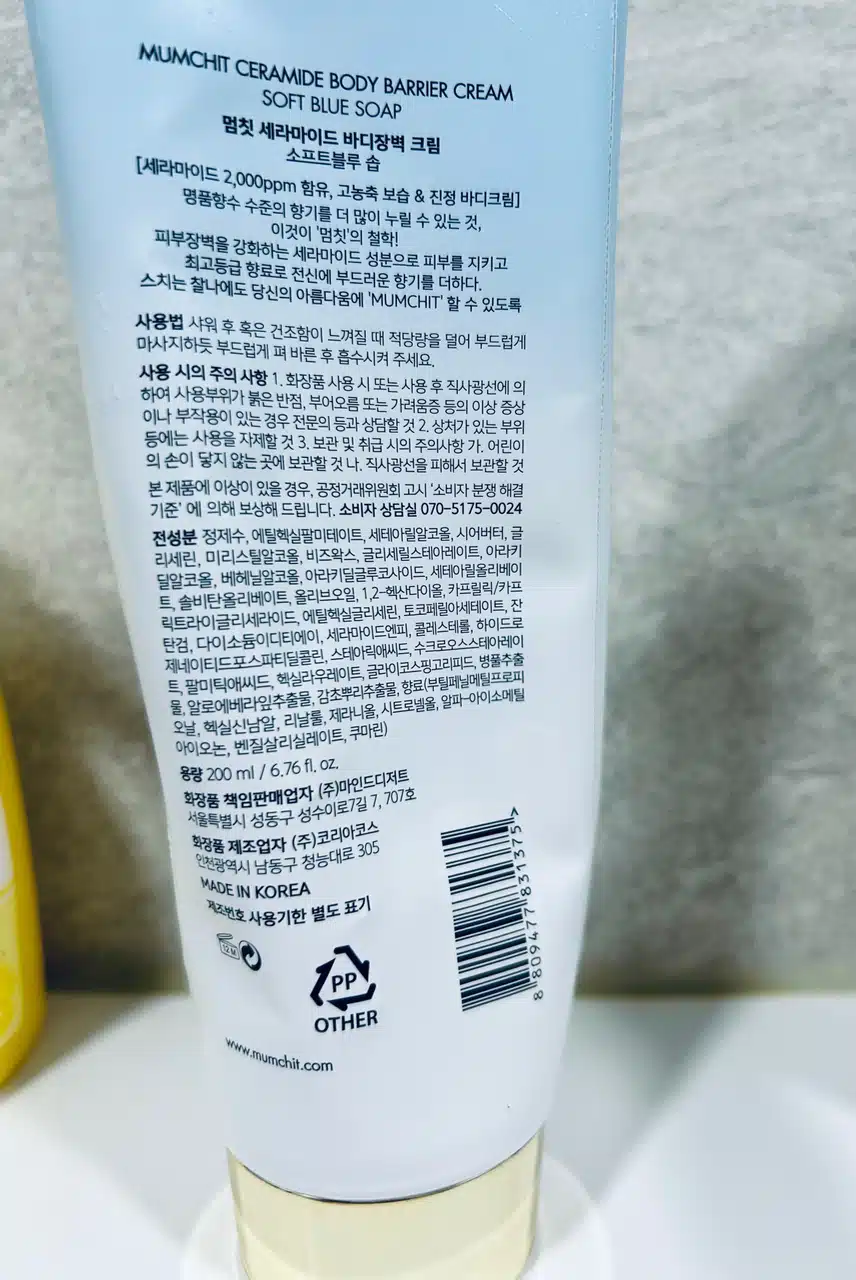 MUMCHIT CERAMIDE BODY BARRIER CREAM
SOFT BLUE SOAP
멈칫 세라마이드 바디장벽 크림
소프트블루 솝
[세라마이드 2,000ppm 함유, 고농축 보습 & 진정 바디크림]
명품향수 수준의 향기를 더 많이 누릴 수 있는 것,
이것이 '멈칫'의 철학!
피부장벽을 강화하는 세라마이드 성분으로 피부를 지키고
최고등급 향료로 전신에 부드러운 향기를 더하다.
스치는 찰나에도 당신의 아름다움에 'MUMCHIT' 할 수 있도록
사용법 샤워 후 혹은 건조함이 느껴질 때 적당량을 덜어 부드럽게
마사지하듯 부드럽게 펴 바른 후 흡수시켜 주세요.
사용 시의 주의 사항 1. 화장품 사용 시 또는 사용 후 직사광선에 의
하여 사용부위가 붉은 반점, 부어오름 또는 가려움증 등의 이상 증상
이나 부작용이 있는 경우 전문의 등과 상담할 것 2. 상처가 있는 부위
등에는 사용을 자제할 것 3. 보관 및 취급 시의 주의사항 가. 어린이
의 손이 닿지 않는 곳에 보관할 것 나. 직사광선을 피해서 보관할 것
본 제품에 이상이 있을 경우, 공정거래위원회 고시 '소비자 분쟁 해결
기준' 에 의해 보상해 드립니다. 소비자 상담실 070-5175-0024
전성분 정제수, 에틸헥실팔미테이트, 세테아릴알코올, 시어버터, 글
리세린, 미리스틸알코올, 비즈왁스, 글리세릴스테아레이트, 아라키
딜알코올, 베헤닐알코올, 아라키딜글루코사이드, 세테아릴올리베이
트, 솔비탄올리베이트, 올리브오일, 1,2-헥산다이올, 카프릴릭/카프
릭트라이글리세라이드, 에틸헥실글리세린, 토코페릴아세테이트, 잔
탄검, 다이소듐이디티에이, 세라마이드엔피, 콜레스테롤, 하이드로
제네이티드포스파티딜콜린, 스테아릭애씨드, 수크로오스스테아레이
트, 팔미틱애씨드, 헥실라우레이트, 글라이코스핑고리피드, 병풀추출
물, 알로에베라잎추출물, 감초뿌리추출물, 향료(부틸페닐메틸프로피
오날, 헥실신남알, 리날룰, 제라니올, 시트로넬올, 알파-아이소메틸
아이오논, 벤질살리실레이트, 쿠마린)
용량 200 ml / 6.76 fl. oz.
화장품 책임판매업자 (주)마인드디저트
서울특별시 성동구 성수이로7길 7, 707호
화장품 제조업자 (주)코리아코스
인천광역시 남동구 청능대로 305
MADE IN KOREA
제조번호 사용기한 별도 표기
12 M
PP
OTHER
8 809477 831375 >
www.mumchit.com